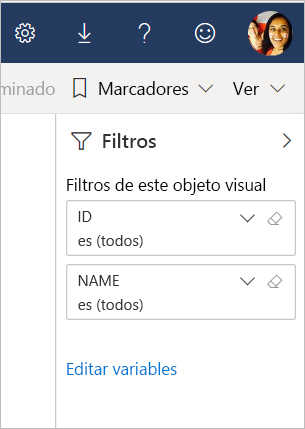 minado Marcadores Ver
Filtros
Filtros de este objeto visual
ID
es (todos)
NAME
es (todos)
Editar variables